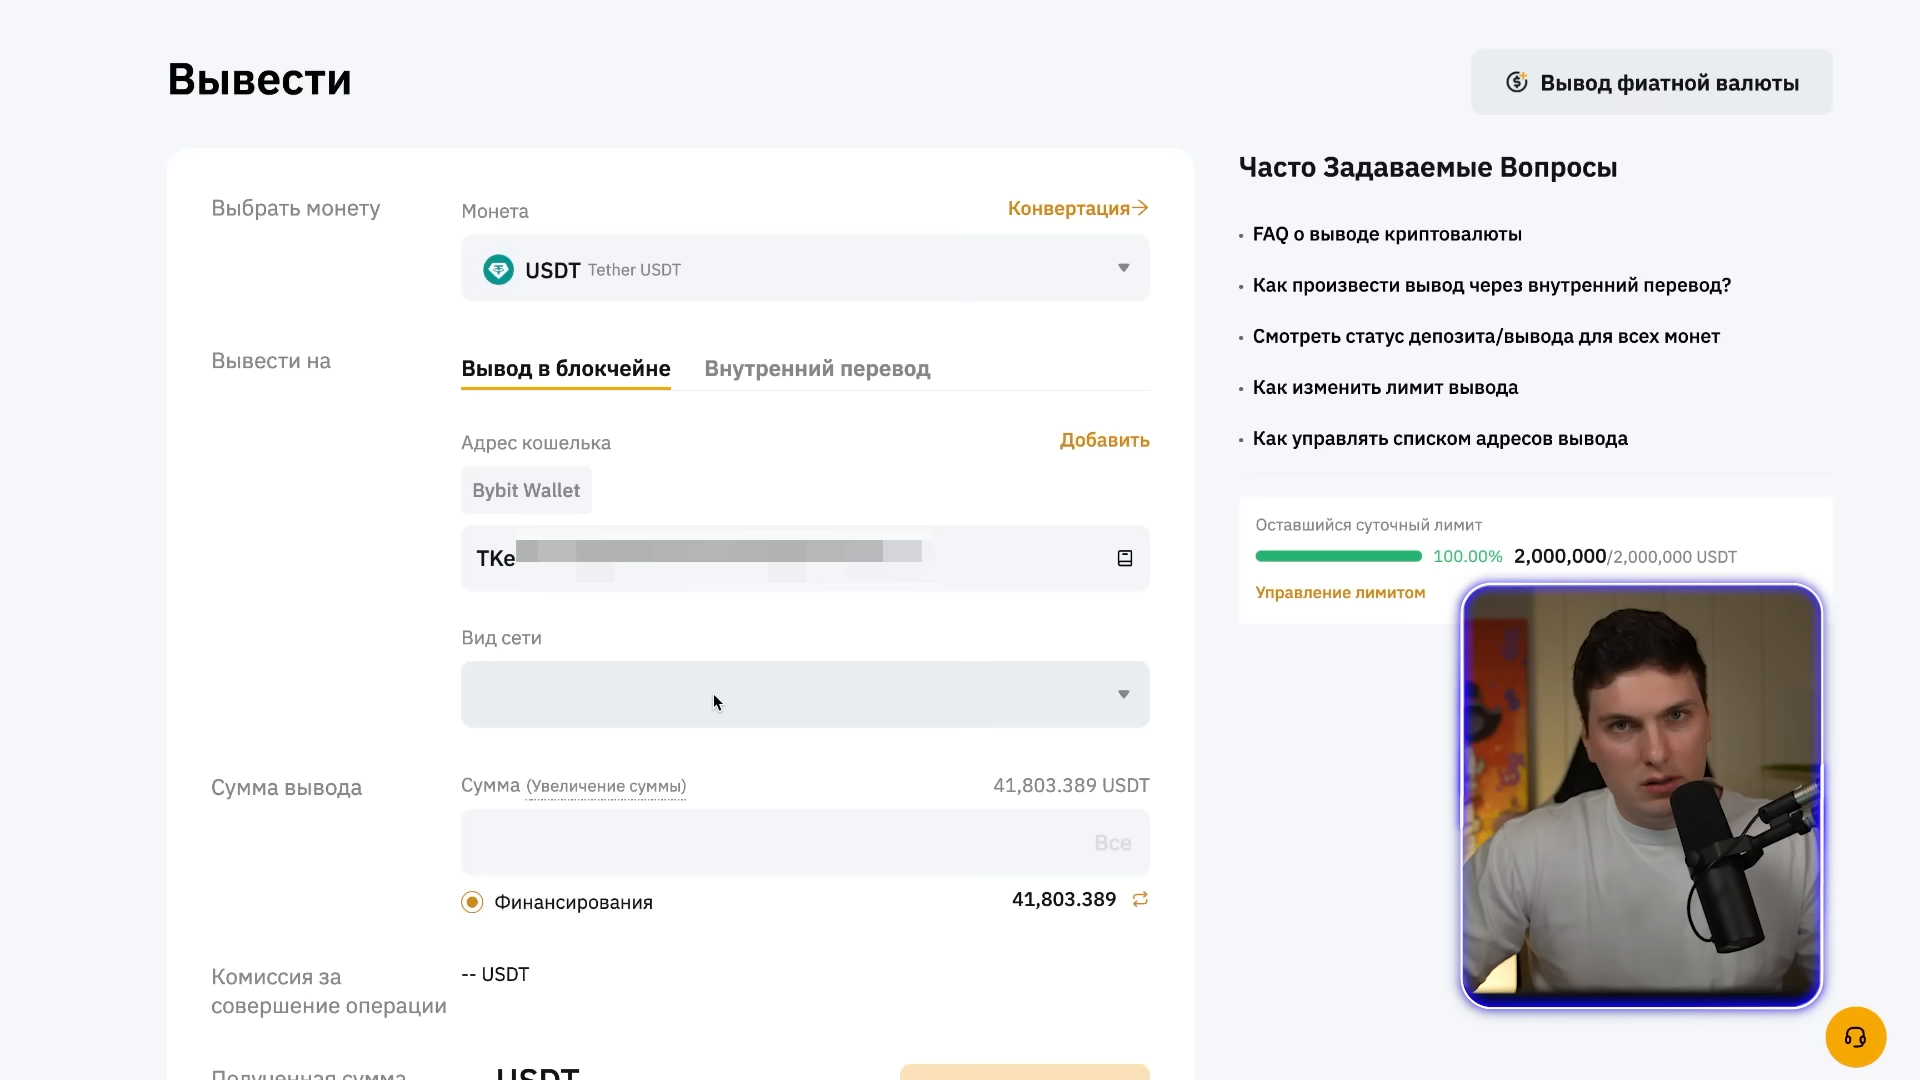 Вывести
Вывод фиатной валюты
Выбрать монету
Монета
Конвертация
USDT Tether USDT
Вывести на
Вывод в блокчейне
Внутренний перевод
Адрес кошелька
Добавить
Bybit Wallet
TKe
Вид сети
Сумма вывода
Сумма (Увеличение суммы)
41,803.389 USDT
Все
Финансирования
41,803.389
Комиссия за
совершение операции
-- USDT
Полученная сумма
USDT
Часто Задаваемые Вопросы
• FAQ о выводе криптовалюты
• Как произвести вывод через внутренний перевод?
• Смотреть статус депозита/вывода для всех монет
• Как изменить лимит вывода
• Как управлять списком адресов вывода
Оставшийся суточный лимит
100.00% 2,000,000/2,000,000 USDT
Управление лимитом